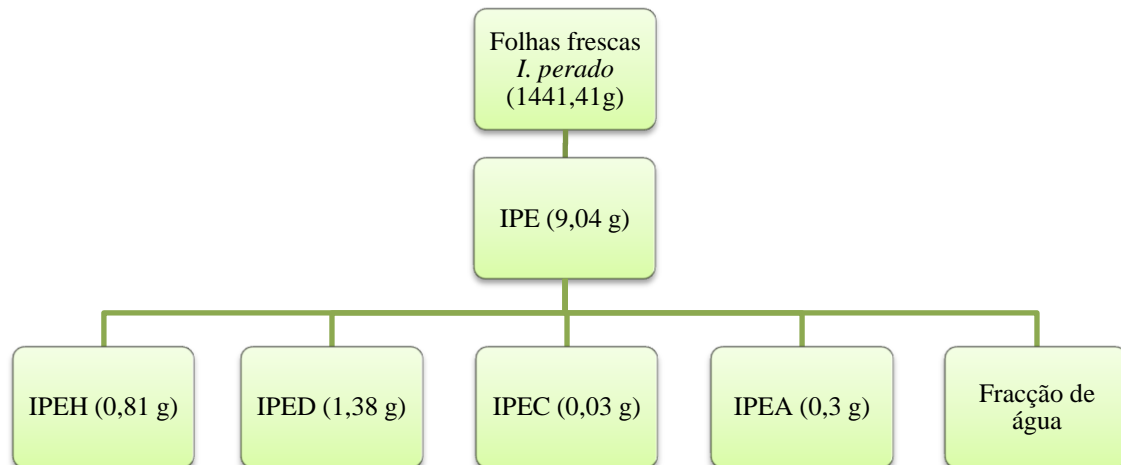 Folhas frescas
I. perado
(1441,41g)
IPE (9,04 g)
IPEH (0,81 g)
IPED (1,38 g)
IPEC (0,03 g)
IPEA (0,3 g)
Fracção de
água